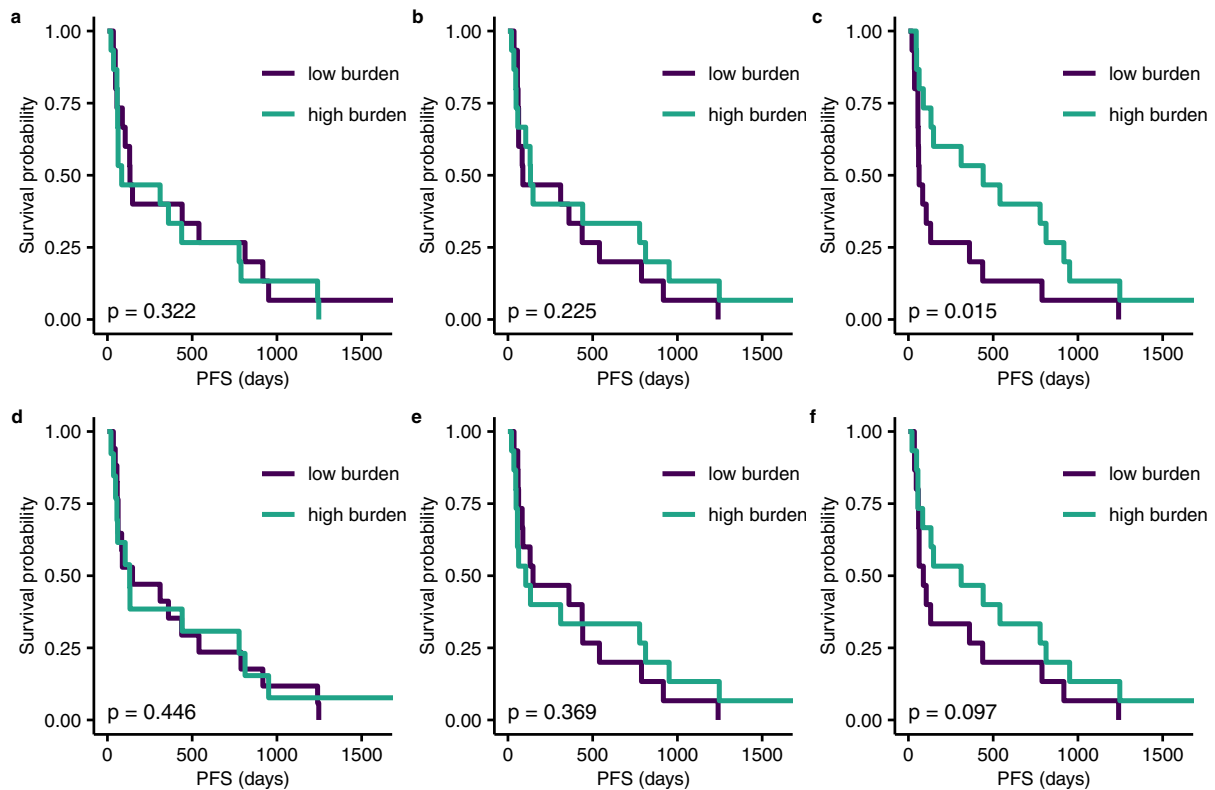 a
1.00
0.75
0.50
0.25
0.00
Survival probability
low burden
high burden
p = 0.322
0 500 1000 1500
PFS (days)
b
1.00
0.75
0.50
0.25
0.00
Survival probability
low burden
high burden
p = 0.225
0 500 1000 1500
PFS (days)
c
1.00
0.75
0.50
0.25
0.00
Survival probability
low burden
high burden
p = 0.015
0 500 1000 1500
PFS (days)
d
1.00
0.75
0.50
0.25
0.00
Survival probability
low burden
high burden
p = 0.446
0 500 1000 1500
PFS (days)
e
1.00
0.75
0.50
0.25
0.00
Survival probability
low burden
high burden
p = 0.369
0 500 1000 1500
PFS (days)
f
1.00
0.75
0.50
0.25
0.00
Survival probability
low burden
high burden
p = 0.097
0 500 1000 1500
PFS (days)